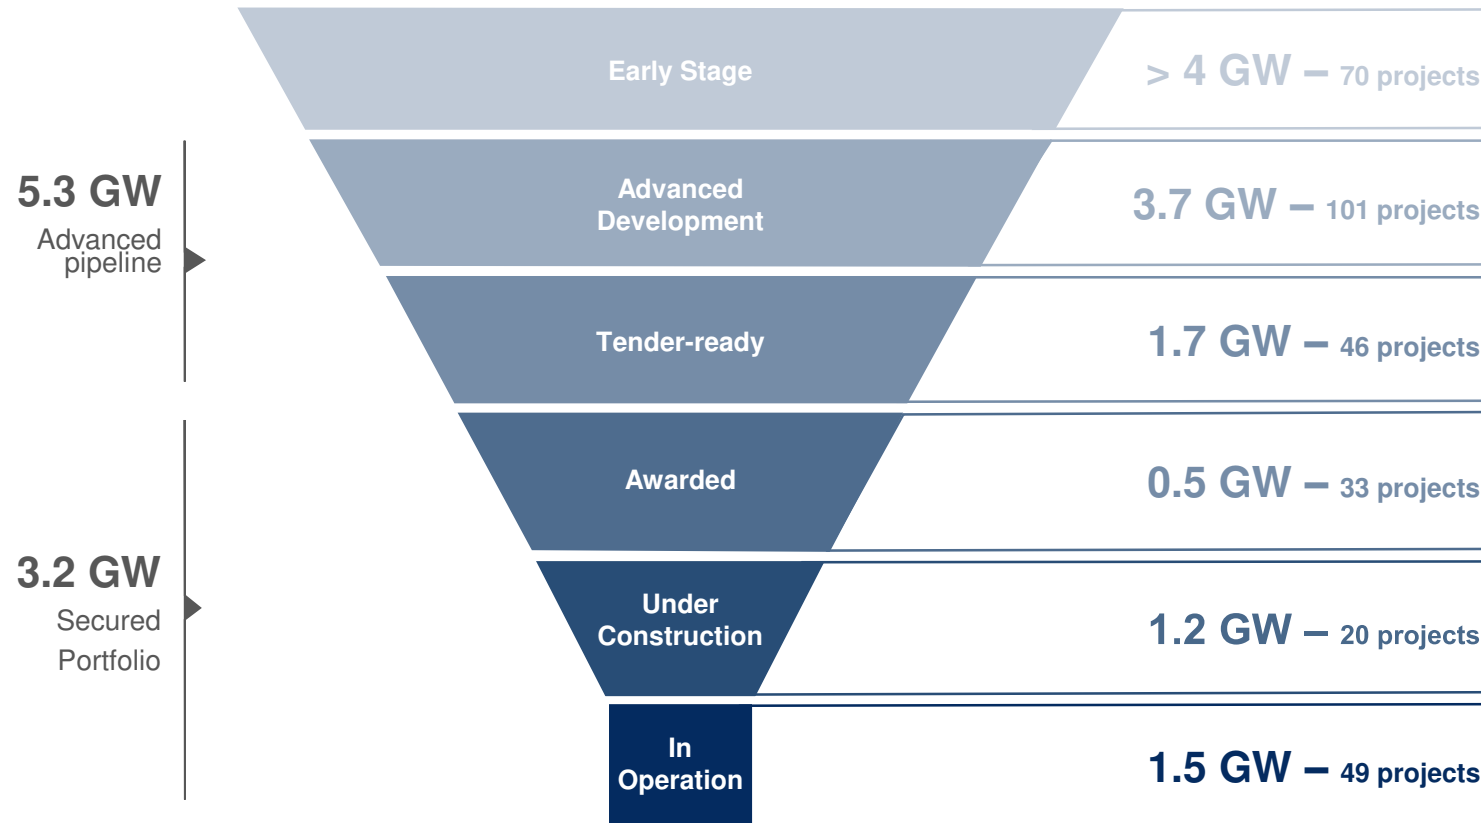 Early Stage
> 4 GW – 70 projects
5.3 GW
Advanced
pipeline
Advanced
Development
3.7 GW – 101 projects
Tender-ready
1.7 GW – 46 projects
Awarded
0.5 GW – 33 projects
3.2 GW
Secured
Portfolio
Under
Construction
1.2 GW – 20 projects
In
Operation
1.5 GW – 49 projects